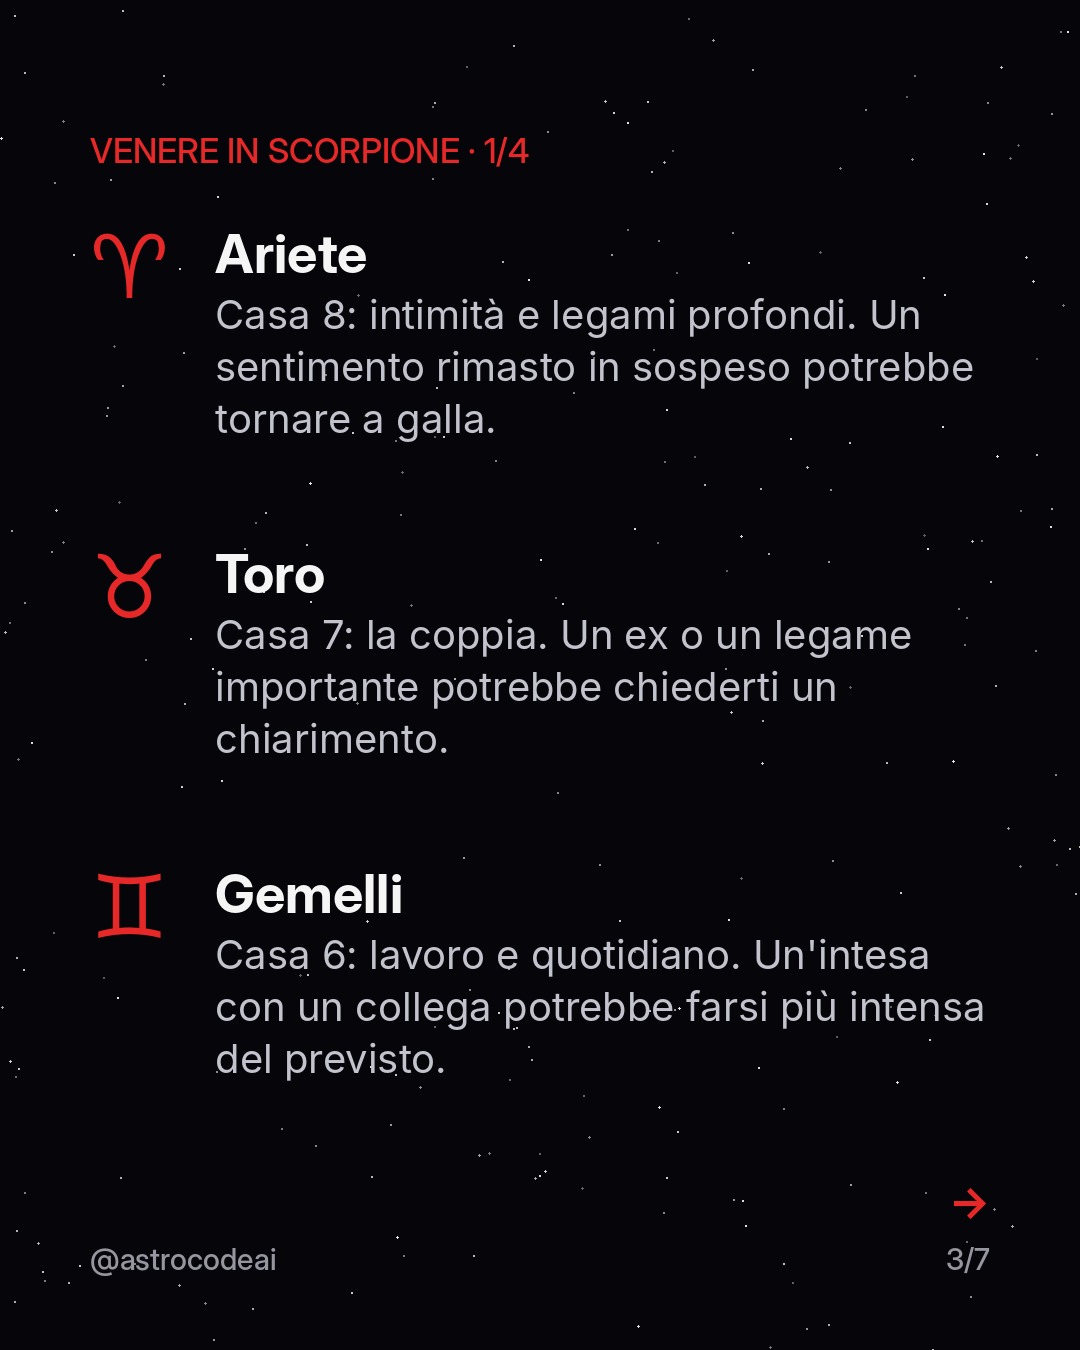 VENERE IN SCORPIONE · 1/4
♈ Ariete
Casa 8: intimità e legami profondi. Un
sentimento rimasto in sospeso potrebbe
tornare a galla.
♉ Toro
Casa 7: la coppia. Un ex o un legame
importante potrebbe chiederti un
chiarimento.
♊ Gemelli
Casa 6: lavoro e quotidiano. Un'intesa
con un collega potrebbe farsi più intensa
del previsto.
→
@astrocodeai 3/7